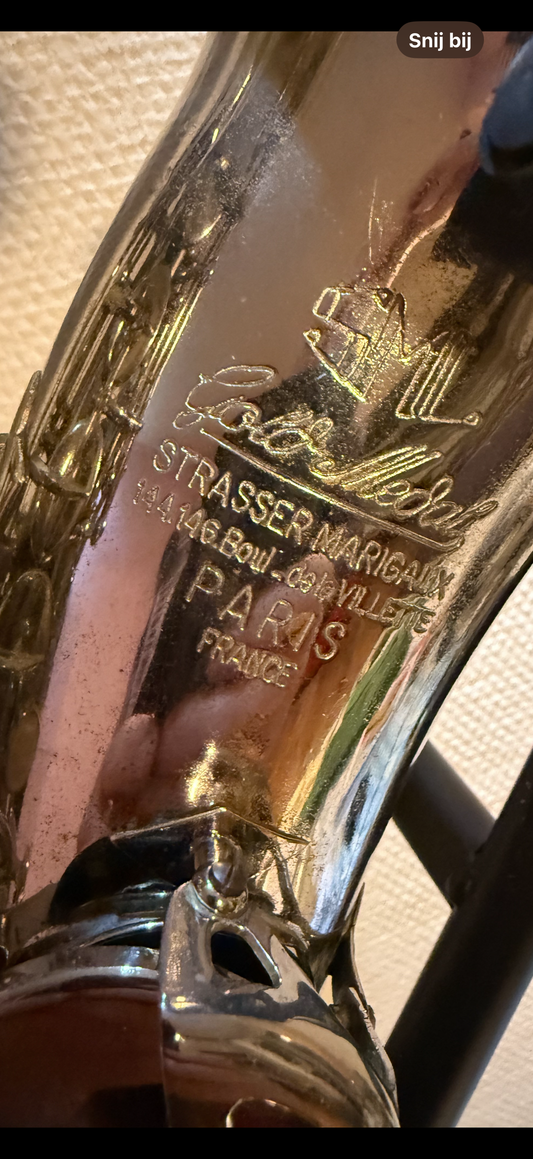 Snij bij
SML
Gold Medal
STRASSER MARIGAUX
144.146.Boul. de la VILLETTE
PARIS
FRANCE